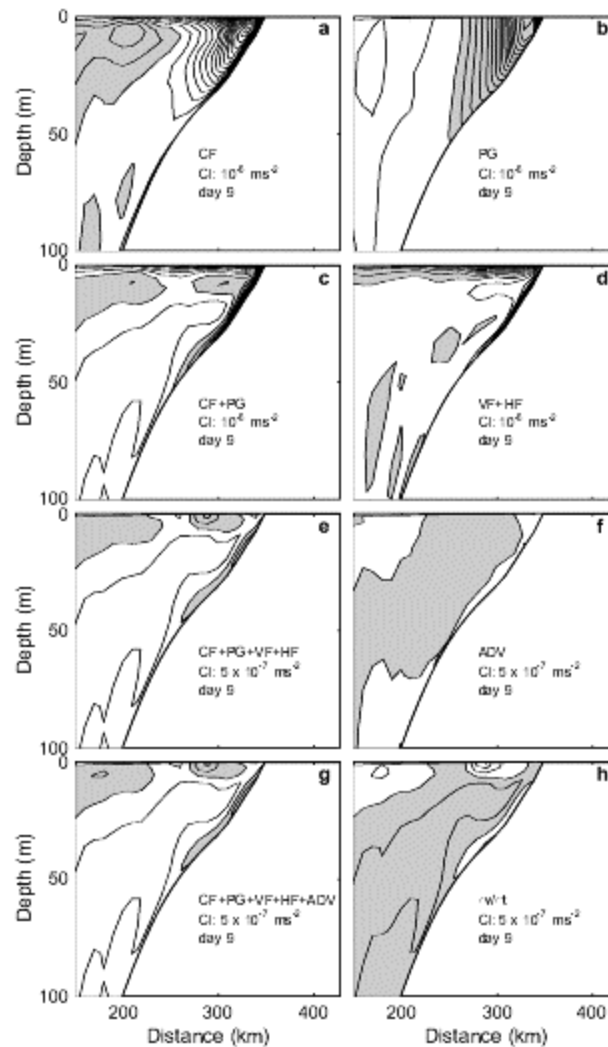 0
a
b
Depth (m)
50
CF
CI: 10-6 ms-2
day 9
PG
CI: 10-6 ms-2
day 9
100
0
c
d
Depth (m)
50
CF+PG
CI: 10-6 ms-2
day 9
VF+HF
CI: 10-6 ms-2
day 9
100
0
e
f
Depth (m)
50
CF+PG+VF+HF
CI: 5 x 10-7 ms-2
day 9
ADV
CI: 5 x 10-7 ms-2
day 9
100
0
g
h
Depth (m)
50
CF+PG+VF+HF+ADV
CI: 5 x 10-7 ms-2
day 9
CI: 5 x 10-7 ms-2
day 9
100
200 300 400
200 300 400
Distance (km)
Distance (km)